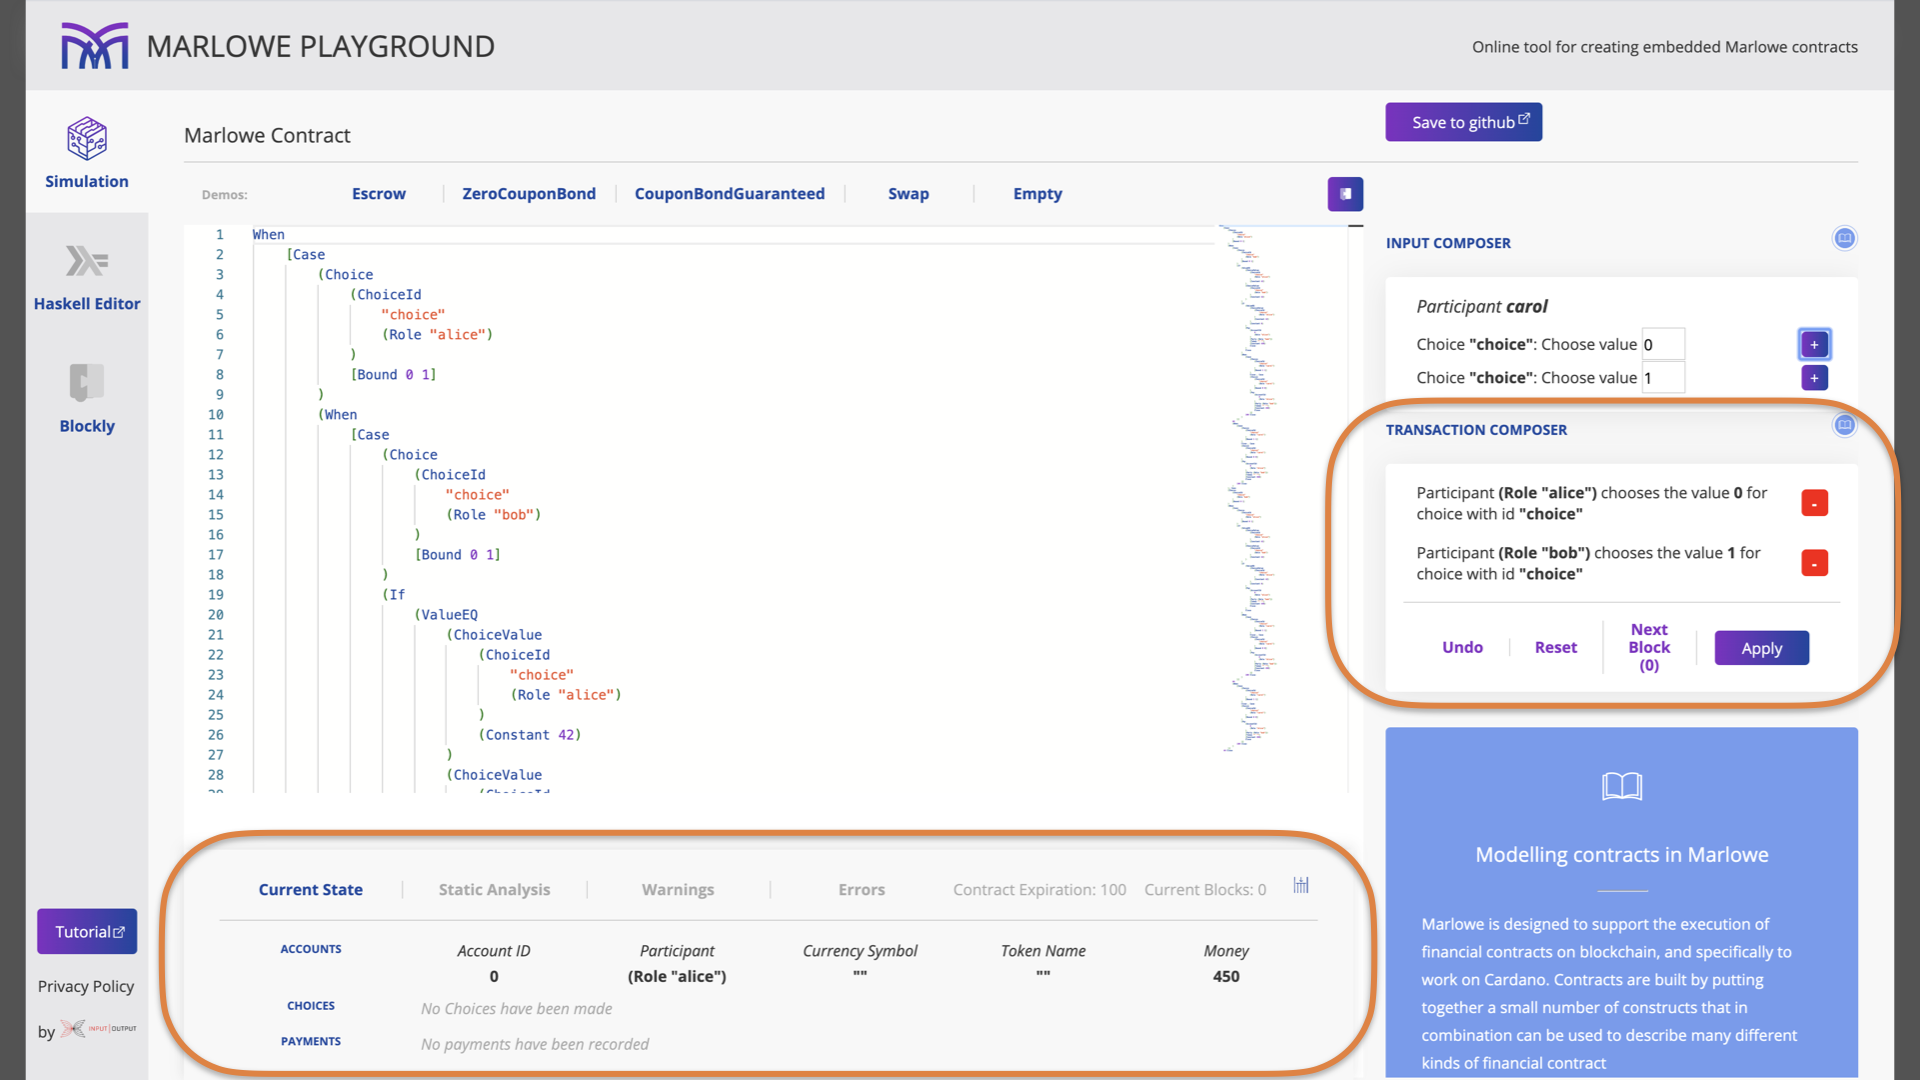 MARLOWE PLAYGROUND
Online tool for creating embedded Marlowe contracts
Simulation
Haskell Editor
Blockly
Tutorial
Privacy Policy
by INPUT | OUTPUT
Marlowe Contract
Save to github
Demos: Escrow ZeroCouponBond CouponBondGuaranteed Swap Empty
1 When
2 [Case
3 (Choice
4 (ChoiceId
5 "choice"
6 (Role "alice")
7 )
8 [Bound 0 1]
9 )
10 (When
11 [Case
12 (Choice
13 (ChoiceId
14 "choice"
15 (Role "bob")
16 )
17 [Bound 0 1]
18 )
19 (If
20 (ValueEQ
21 (ChoiceValue
22 (ChoiceId
23 "choice"
24 (Role "alice")
25 )
26 (Constant 42)
27 )
28 (ChoiceValue
29 (ChoiceId
INPUT COMPOSER
Participant carol
Choice "choice": Choose value 0 +
Choice "choice": Choose value 1 +
TRANSACTION COMPOSER
Participant (Role "alice") chooses the value 0 for
choice with id "choice"
-
Participant (Role "bob") chooses the value 1 for
choice with id "choice"
-
Undo Reset Next Block (0) Apply
Modelling contracts in Marlowe
Marlowe is designed to support the execution of
financial contracts on blockchain, and specifically to
work on Cardano. Contracts are built by putting
together a small number of constructs that in
combination can be used to describe many different
kinds of financial contract
Current State Static Analysis Warnings Errors Contract Expiration: 100 Current Blocks: 0
ACCOUNTS Account ID Participant Currency Symbol Token Name Money
0 (Role "alice") "" "" 450
CHOICES No Choices have been made
PAYMENTS No payments have been recorded